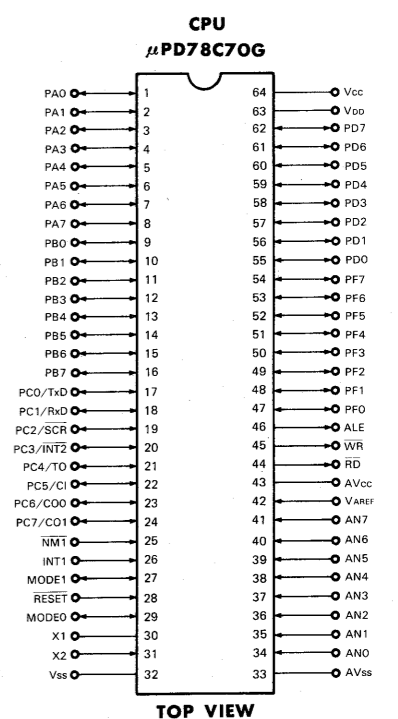 CPU
μPD78C70G
PA0 1 64 Vcc
PA1 2 63 VDD
PA2 3 62 PD7
PA3 4 61 PD6
PA4 5 60 PD5
PA5 6 59 PD4
PA6 7 58 PD3
PA7 8 57 PD2
PB0 9 56 PD1
PB1 10 55 PD0
PB2 11 54 PF7
PB3 12 53 PF6
PB4 13 52 PF5
PB5 14 51 PF4
PB6 15 50 PF3
PB7 16 49 PF2
PC0/TxD 17 48 PF1
PC1/RxD 18 47 PF0
PC2/SCR 19 46 ALE
PC3/INT2 20 45 WR
PC4/TO 21 44 RD
PC5/CI 22 43 AVcc
PC6/CO0 23 42 VAREF
PC7/CO1 24 41 AN7
NM1 25 40 AN6
INT1 26 39 AN5
MODE1 27 38 AN4
RESET 28 37 AN3
MODE0 29 36 AN2
X1 30 35 AN1
X2 31 34 AN0
Vss 32 33 AVss
TOP VIEW